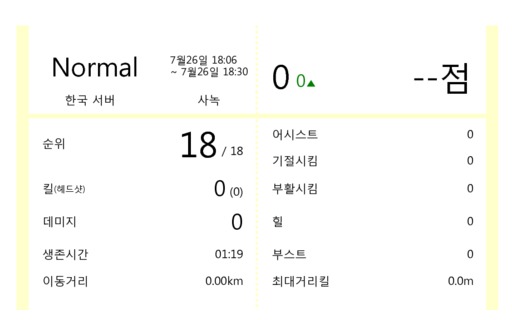 Normal
7월26일 18:06
~ 7월26일 18:30
한국 서버
사녹
0 0▲
--점
순위 18 / 18
킬(헤드샷) 0 (0)
데미지 0
생존시간 01:19
이동거리 0.00km
어시스트 0
기절시킴 0
부활시킴 0
힐 0
부스트 0
최대거리킬 0.0m